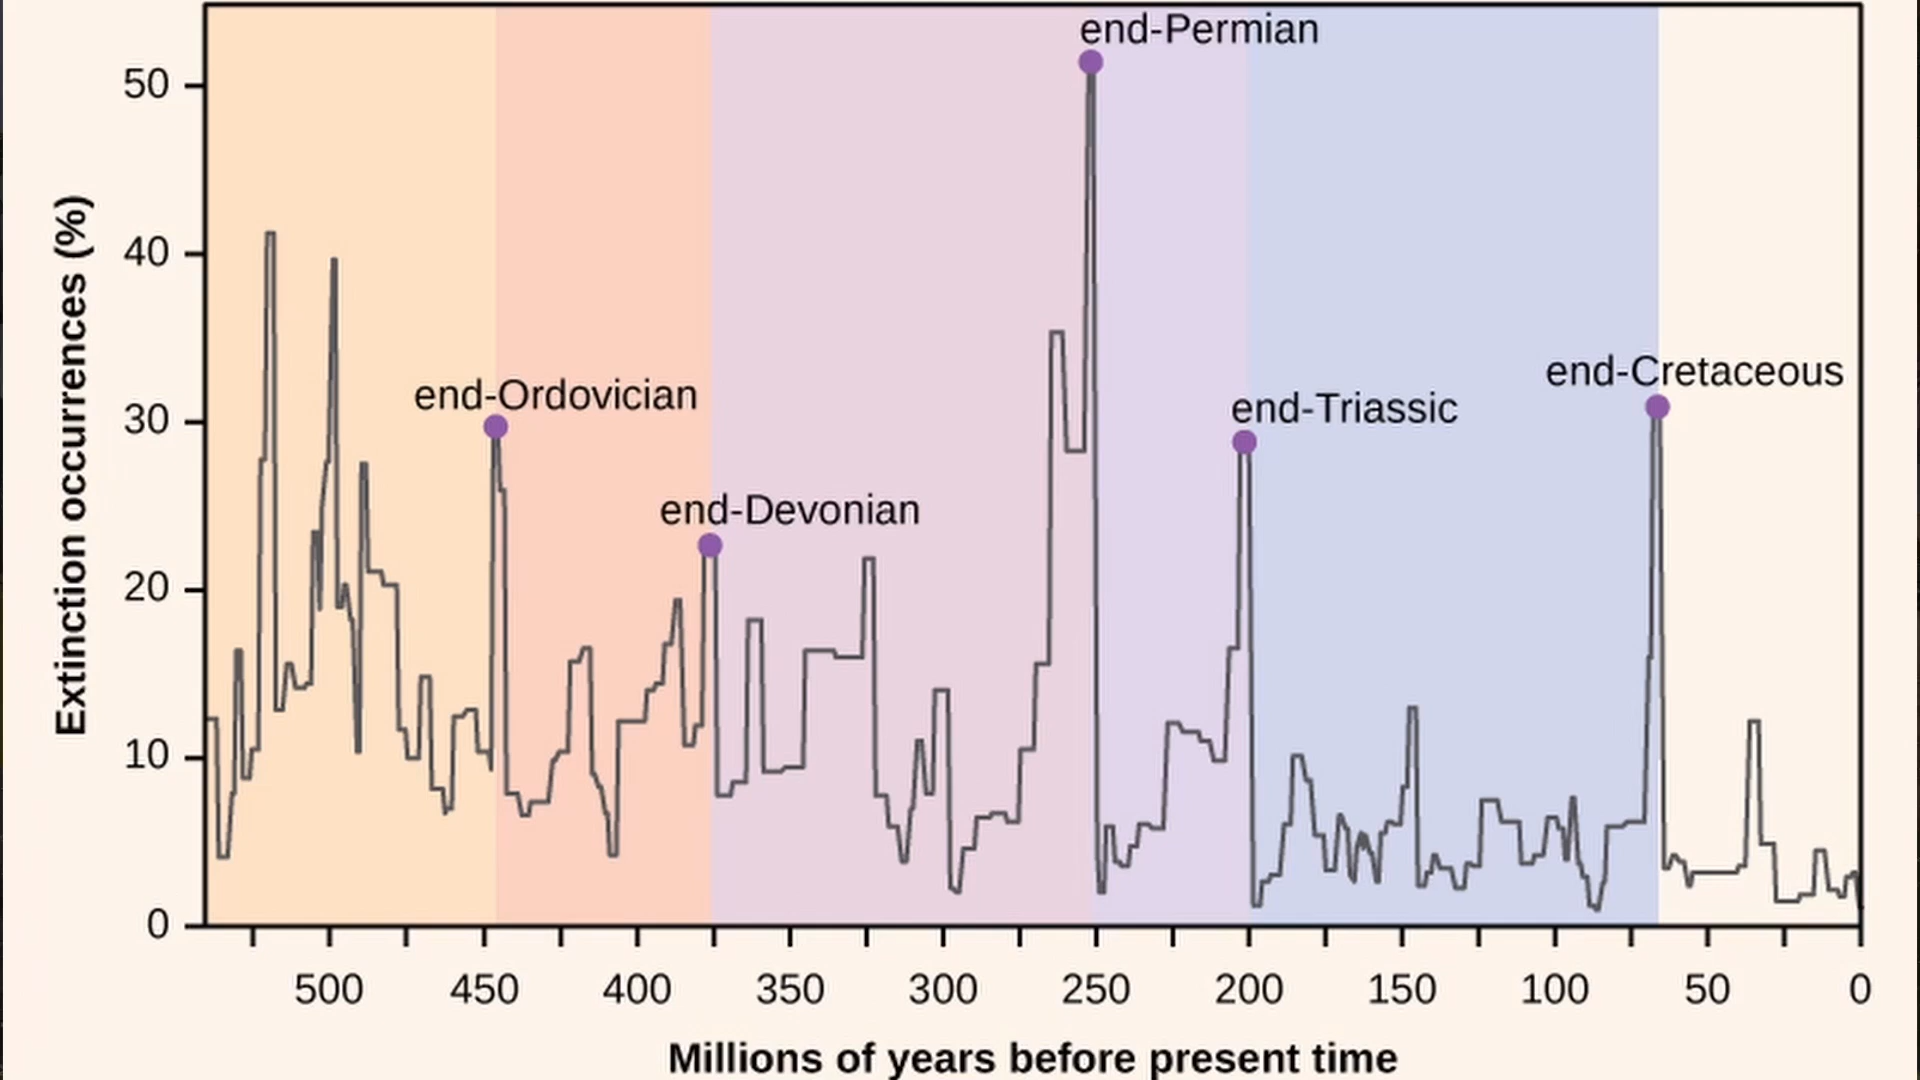 end-Permian
50
40
end-Cretaceous
end-Ordovician
end-Triassic
30
end-Devonian
20
10
0
Extinction occurrences (%)
500 450 400 350 300 250 200 150 100 50 0
Millions of years before present time